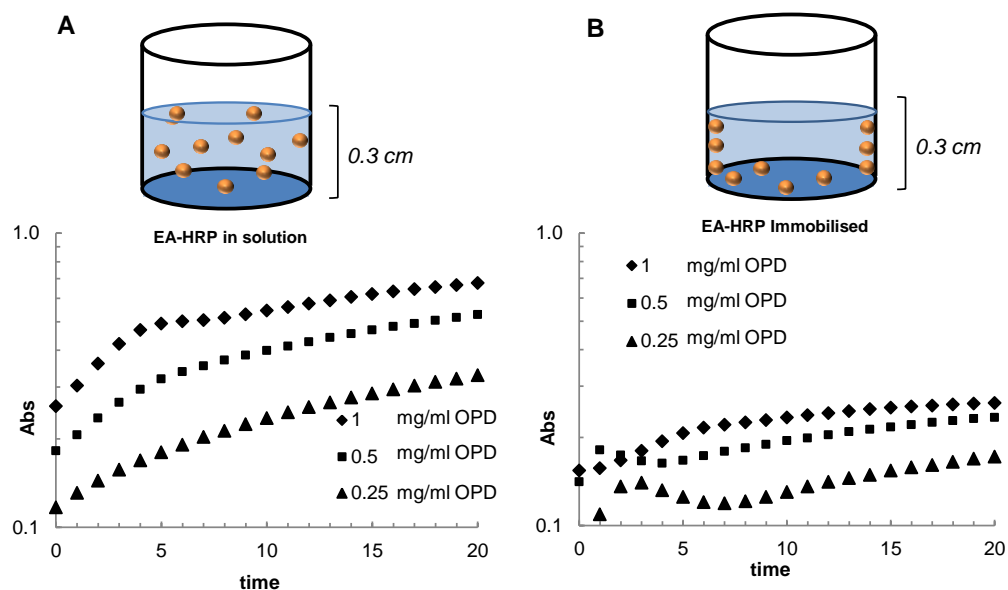 A
0.3 cm
EA-HRP in solution
1.0
Abs
0.1
1 mg/ml OPD
0.5 mg/ml OPD
0.25 mg/ml OPD
0 5 10 15 20
time
B
0.3 cm
EA-HRP Immobilised
1.0
1 mg/ml OPD
0.5 mg/ml OPD
0.25 mg/ml OPD
Abs
0.1
0 5 10 15 20
time